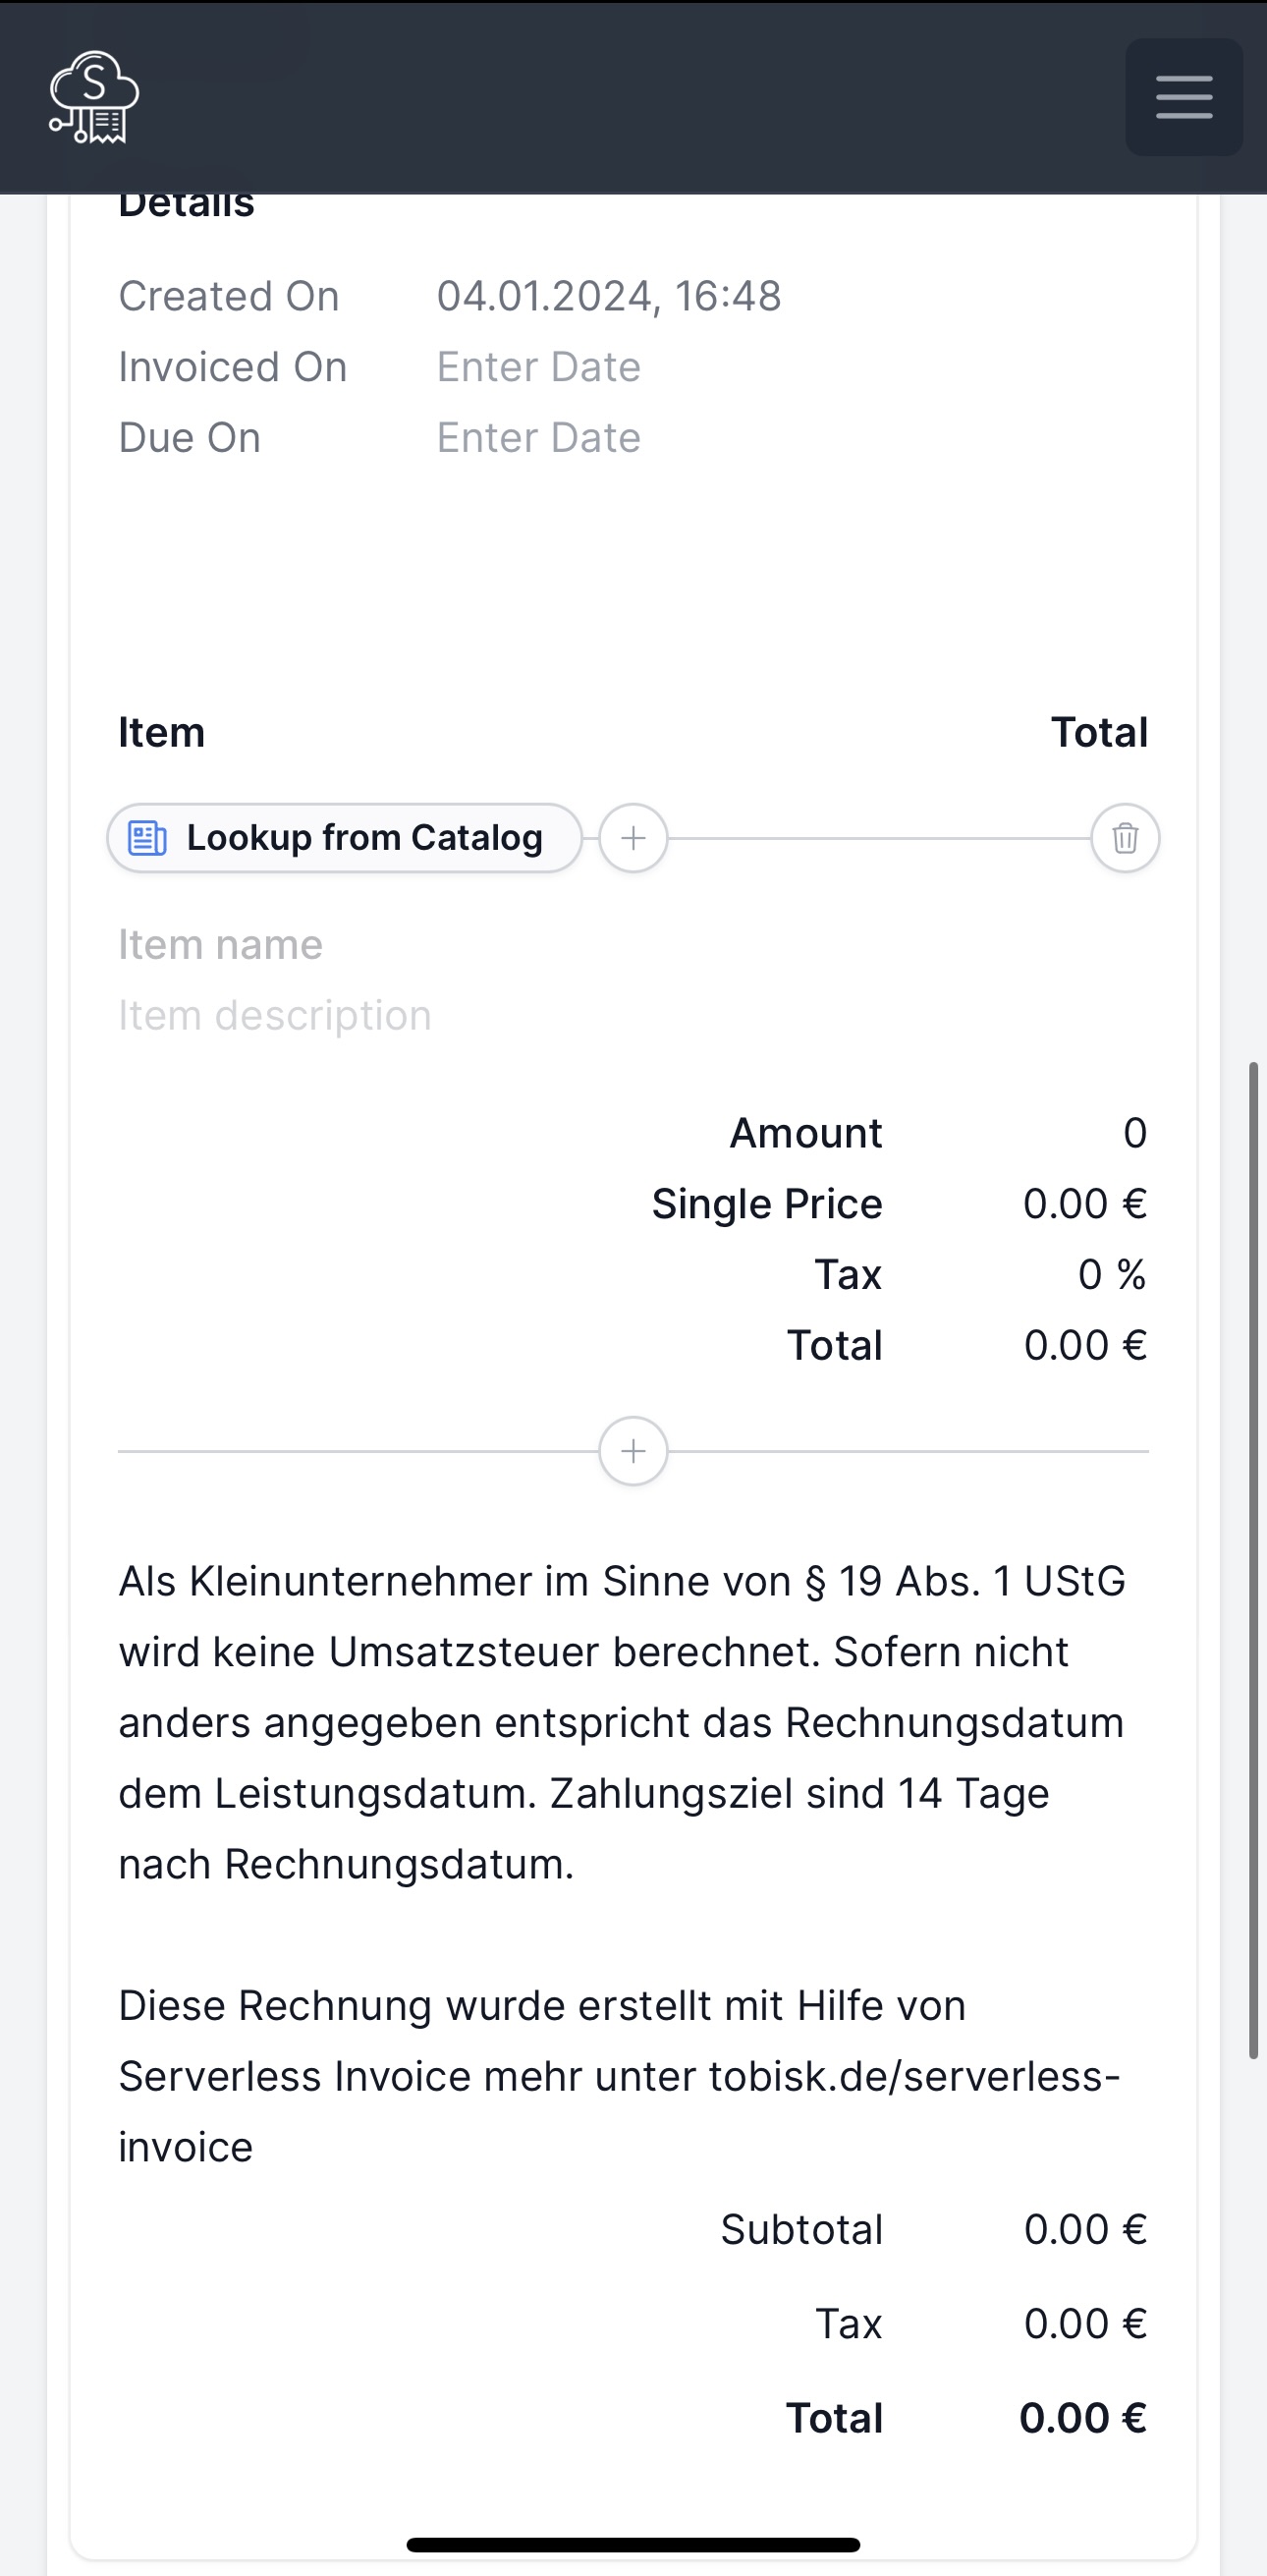 S
Details
Created On 04.01.2024, 16:48
Invoiced On Enter Date
Due On Enter Date
Item Total
Lookup from Catalog
Item name
Item description
Amount 0
Single Price 0.00 €
Tax 0 %
Total 0.00 €
Als Kleinunternehmer im Sinne von § 19 Abs. 1 UStG
wird keine Umsatzsteuer berechnet. Sofern nicht
anders angegeben entspricht das Rechnungsdatum
dem Leistungsdatum. Zahlungsziel sind 14 Tage
nach Rechnungsdatum.
Diese Rechnung wurde erstellt mit Hilfe von
Serverless Invoice mehr unter tobisk.de/serverless-
invoice
Subtotal 0.00 €
Tax 0.00 €
Total 0.00 €